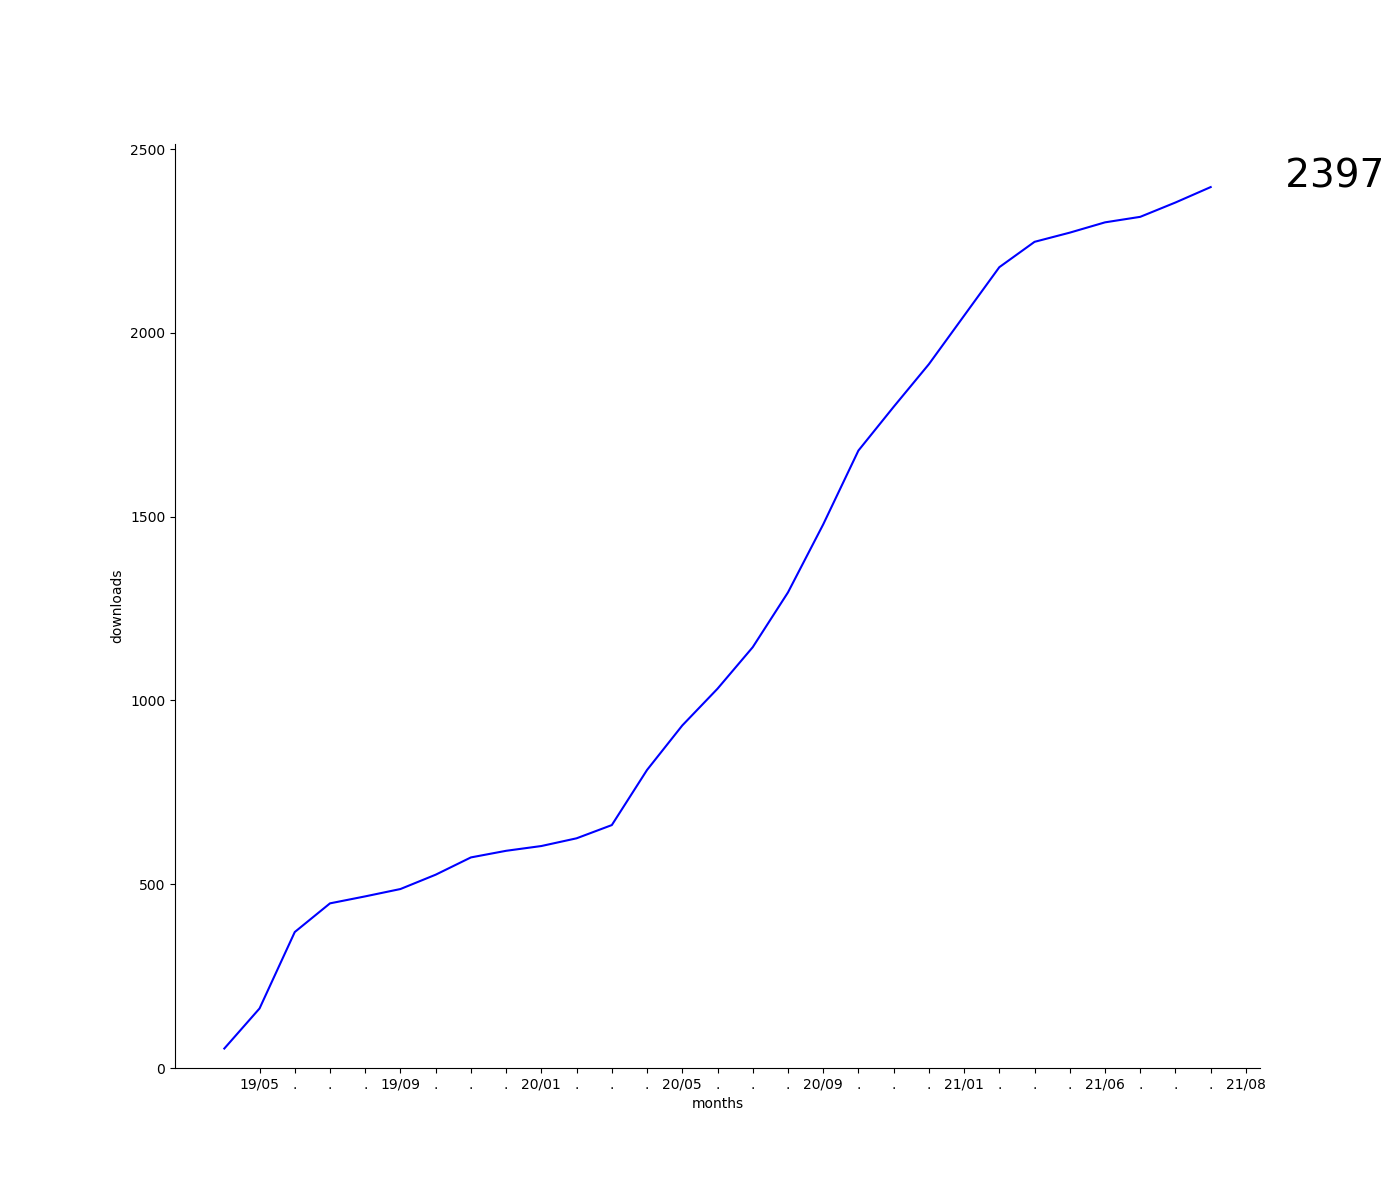 2500
2397
2000
1500
downloads
1000
500
0
19/05 . . . 19/09 . . . 20/01 . . . 20/05 . . . 20/09 . . . 21/01 . . . 21/06 . . . 21/08
months